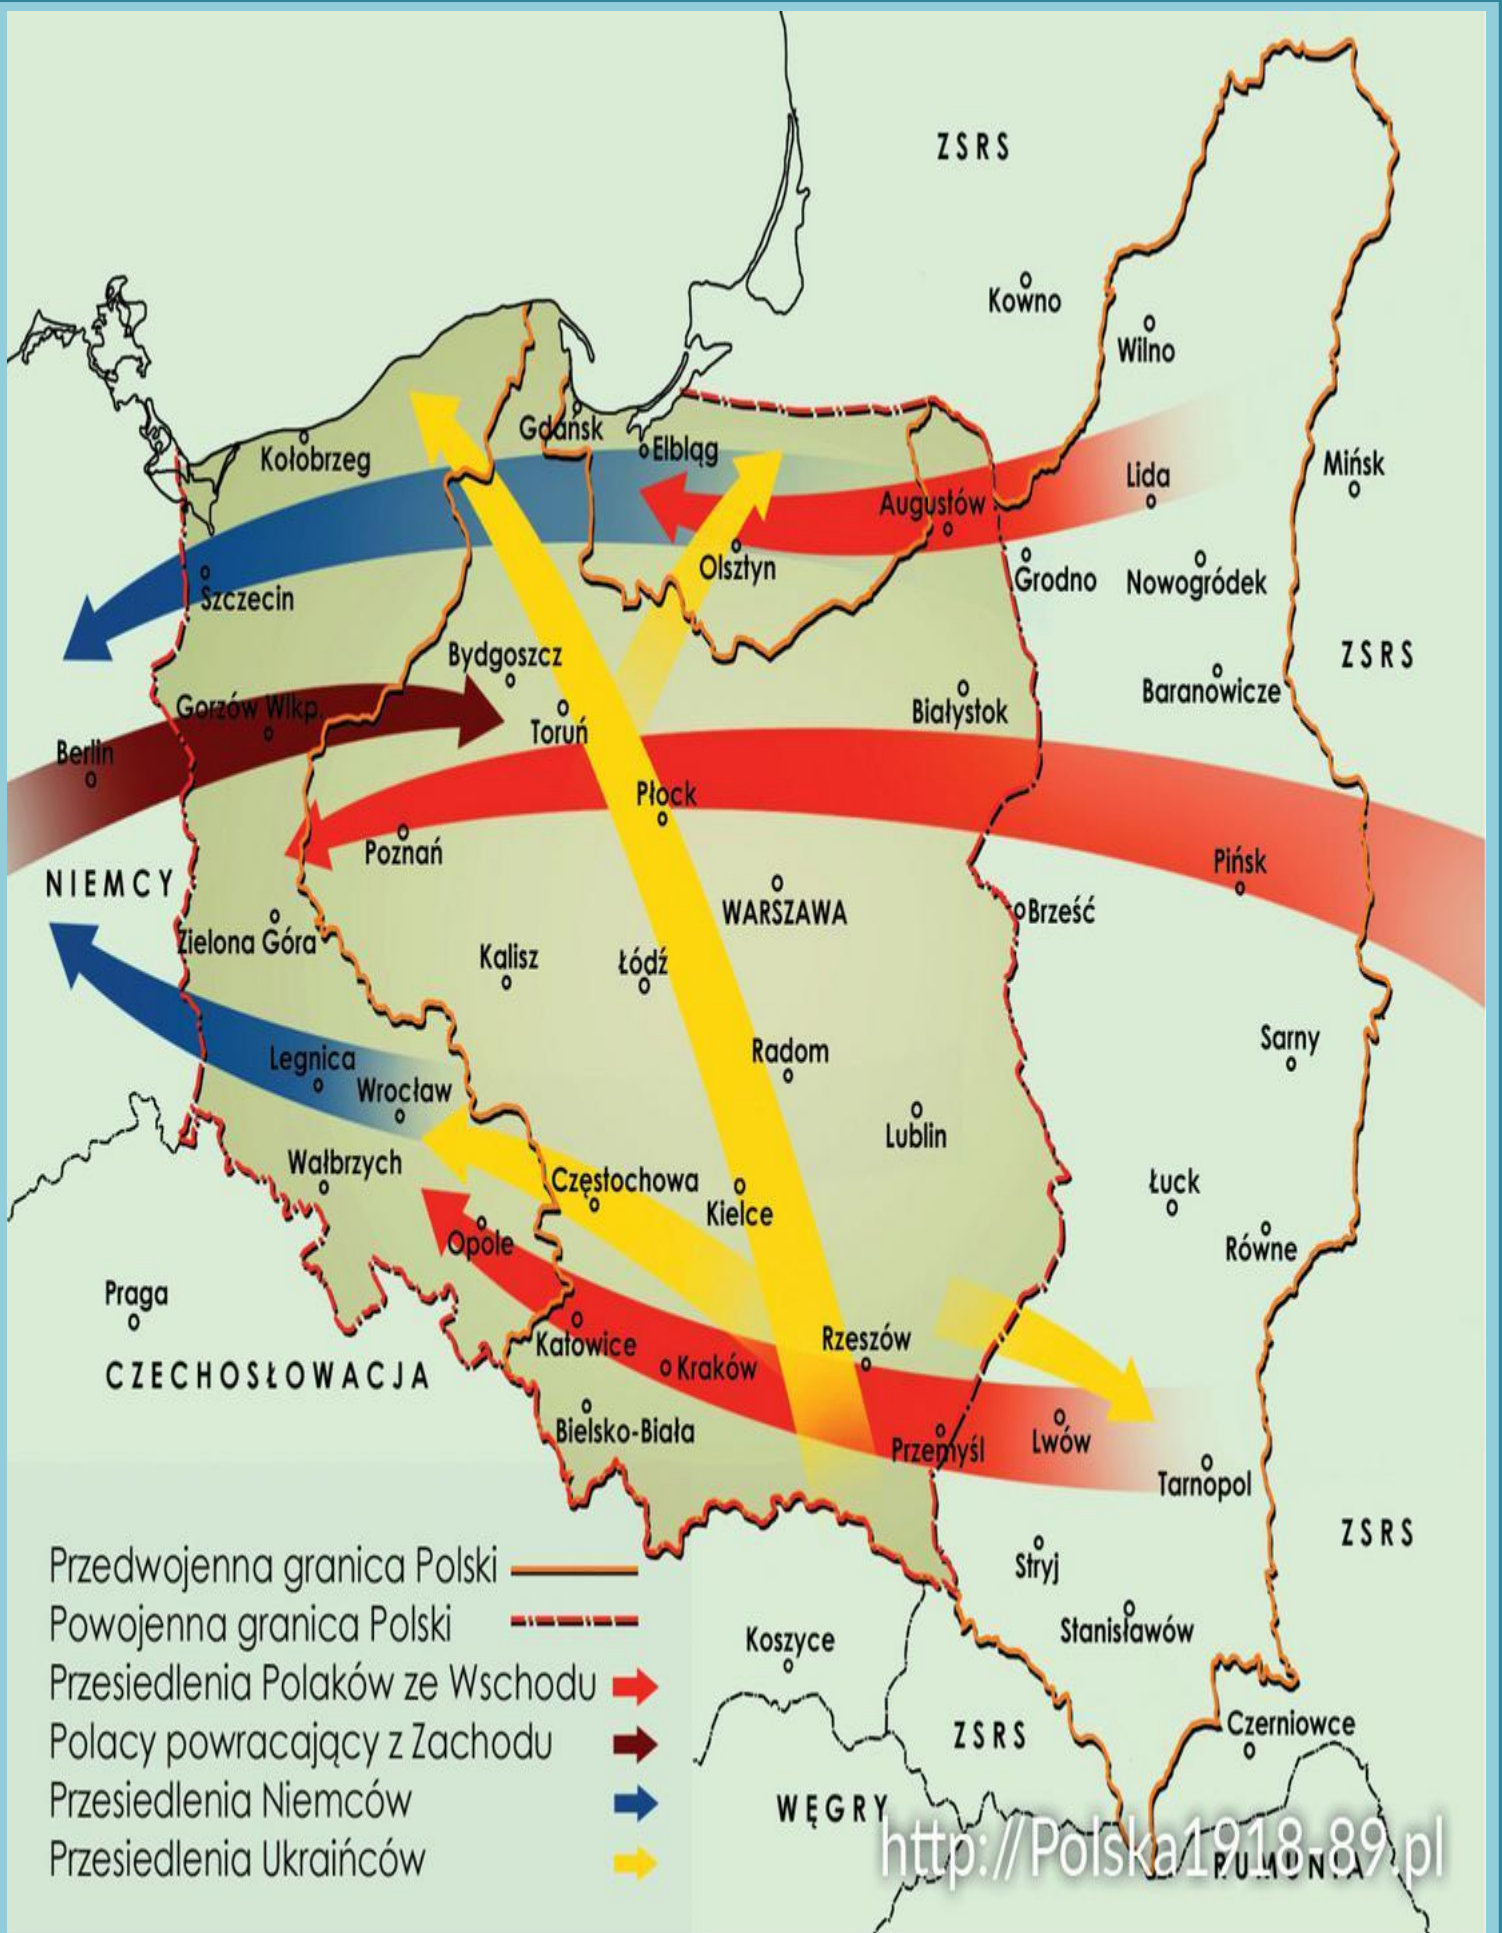 ZSRS
Kowno
Wilno
Gdańsk
Elbląg
Kołobrzeg
Mińsk
Lida
Augustów
Olsztyn
Grodno
Nowogródek
Szczecin
ZSRS
Bydgoszcz
Baranowicze
Białystok
Gorzów Wlkp.
Toruń
Berlin
Płock
Poznań
Pińsk
NIEMCY
WARSZAWA
Brześć
Zielona Góra
Kalisz
Łódź
Sarny
Radom
Legnica
Wrocław
Lublin
Wałbrzych
Częstochowa
Łuck
Kielce
Opole
Równe
Praga
Katowice
Rzeszów
Kraków
CZECHOSŁOWACJA
Bielsko-Biała
Przemyśl
Lwów
Tarnopol
ZSRS
Stryj
Stanisławów
Koszyce
Czerniowce
ZSRS
WĘGRY
RUMUNIA
Przedwojenna granica Polski
Powojenna granica Polski
Przesiedlenia Polaków ze Wschodu
Polacy powracający z Zachodu
Przesiedlenia Niemców
Przesiedlenia Ukraińców
http://Polska1918-89.pl